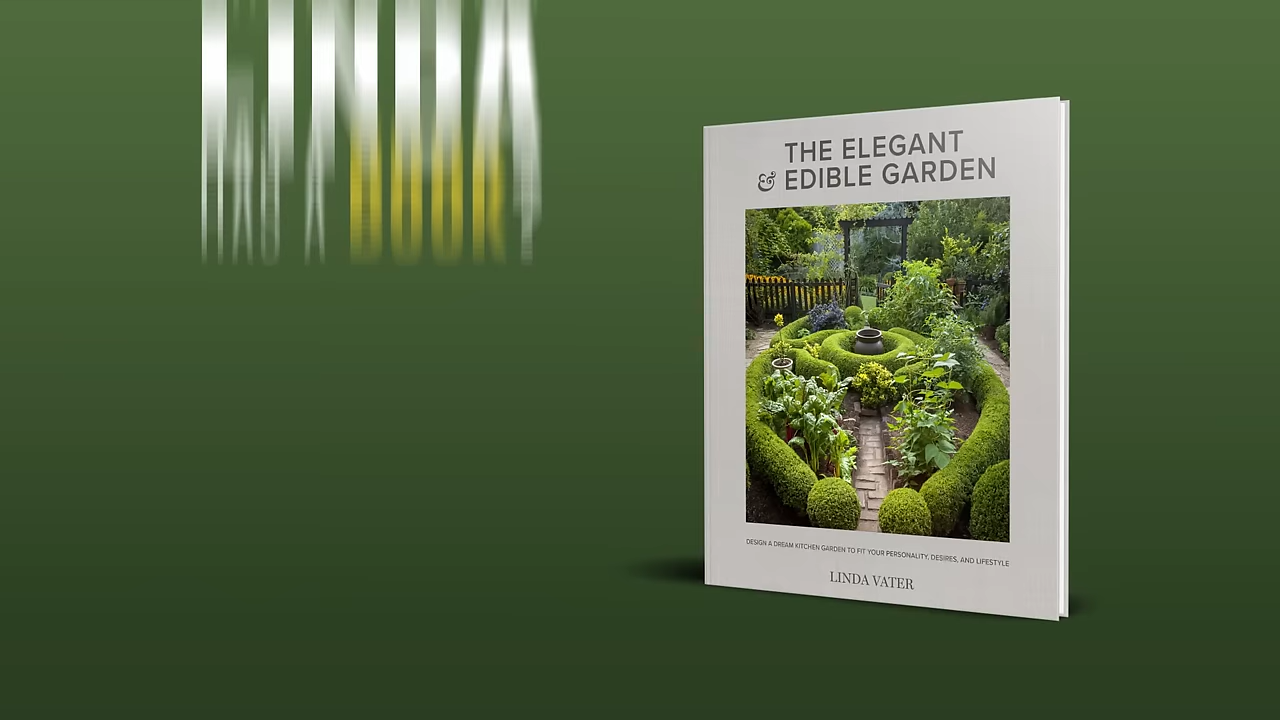 THE ELEGANT
& EDIBLE GARDEN
DESIGN A DREAM KITCHEN GARDEN TO FIT YOUR PERSONALITY, DESIRES, AND LIFESTYLE
LINDA VATER